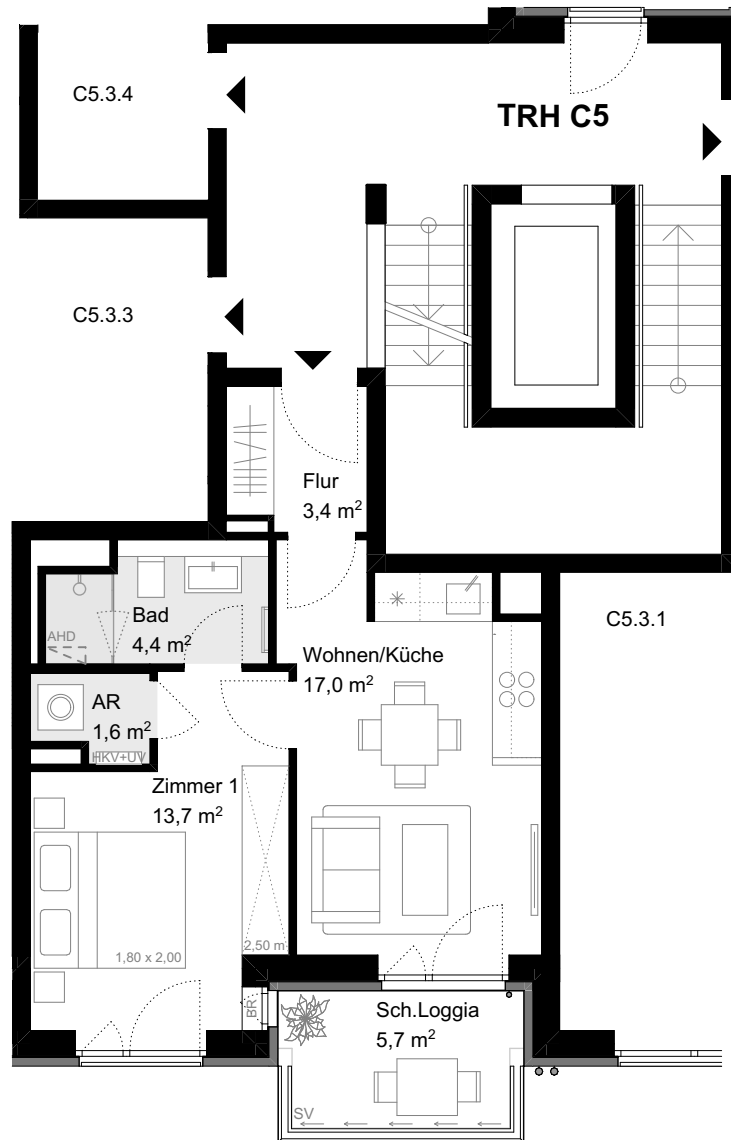 C5.3.4
TRH C5
C5.3.3
Flur
3,4 m²
Bad
4,4 m²
AHD
C5.3.1
Wohnen/Küche
17,0 m²
AR
1,6 m²
HKV+UV
Zimmer 1
13,7 m²
1,80 x 2,00
2,50 m
BR
Sch.Loggia
5,7 m²
SV